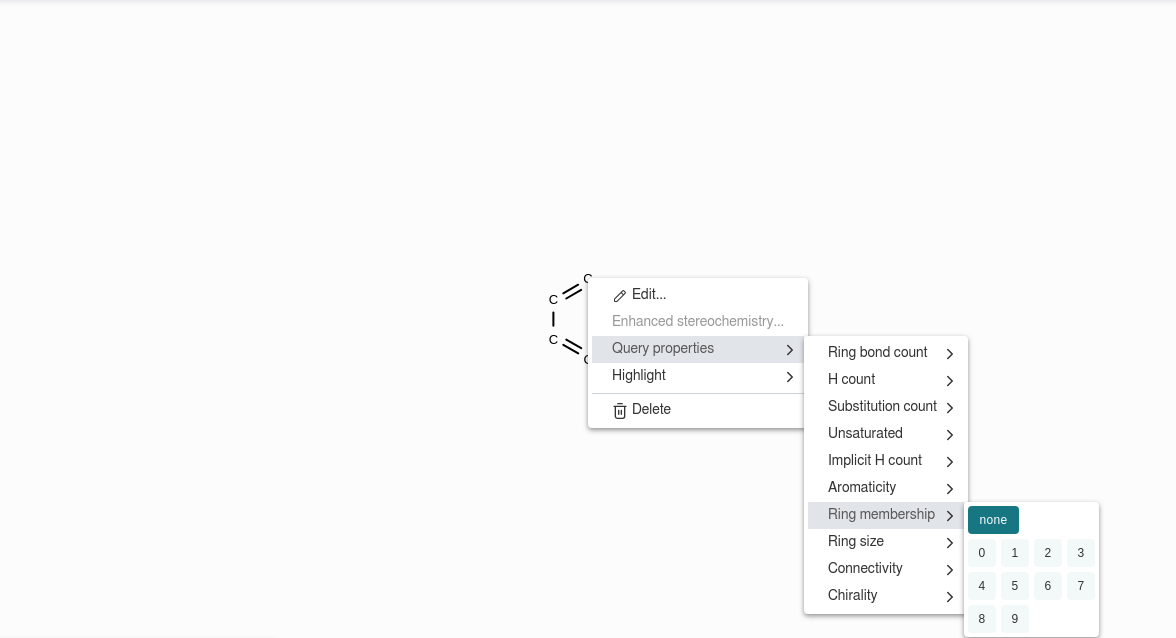 C
C
C
C
Edit...
Enhanced stereochemistry...
Query properties
Highlight
Delete
Ring bond count
H count
Substitution count
Unsaturated
Implicit H count
Aromaticity
Ring membership
Ring size
Connectivity
Chirality
none
0 1 2 3
4 5 6 7
8 9